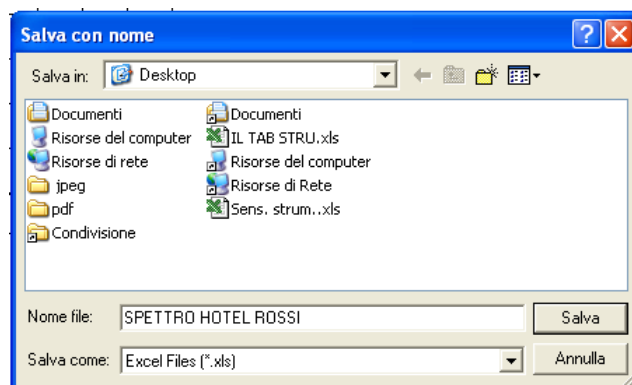 Salva con nome
Salva in: Desktop
Documenti
Risorse del computer
Risorse di rete
jpeg
pdf
Condivisione
Documenti
IL TAB STRU.xls
Risorse del computer
Risorse di Rete
Sens. strum..xls
Nome file: SPETTRO HOTEL ROSSI Salva
Salva come: Excel Files (*.xls) Annulla